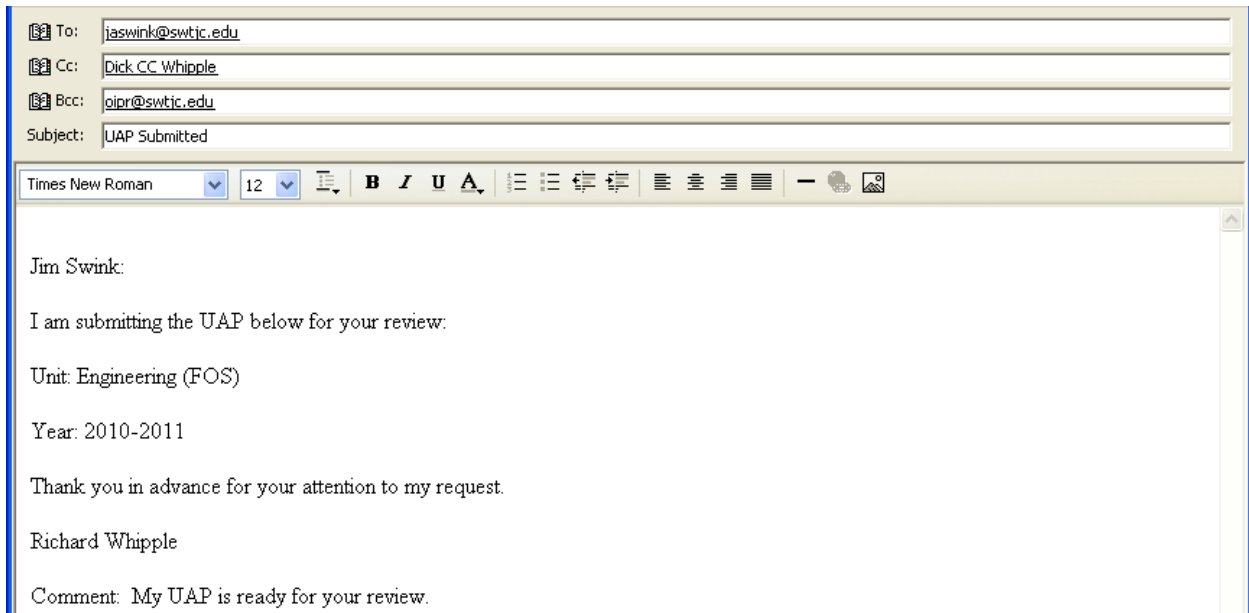 To: jaswink@swtjc.edu
Cc: Dick CC Whipple
Bcc: oipr@swtjc.edu
Subject: UAP Submitted
Times New Roman 12 B I U A
Jim Swink:
I am submitting the UAP below for your review:
Unit: Engineering (FOS)
Year: 2010-2011
Thank you in advance for your attention to my request.
Richard Whipple
Comment:  My UAP is ready for your review.